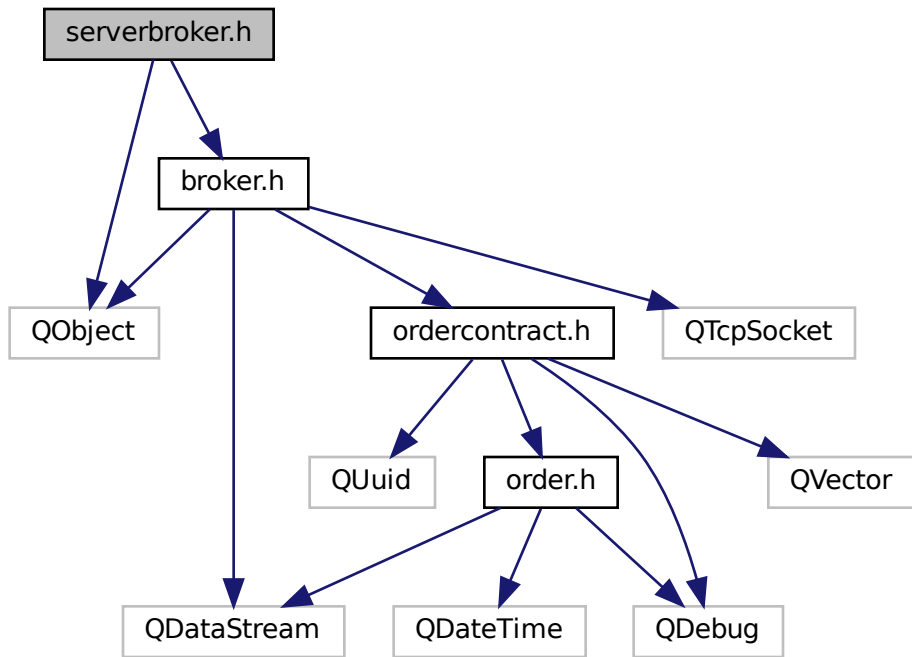 serverbroker.h
broker.h
QObject
ordercontract.h
QTcpSocket
QUuid
order.h
QVector
QDataStream
QDateTime
QDebug